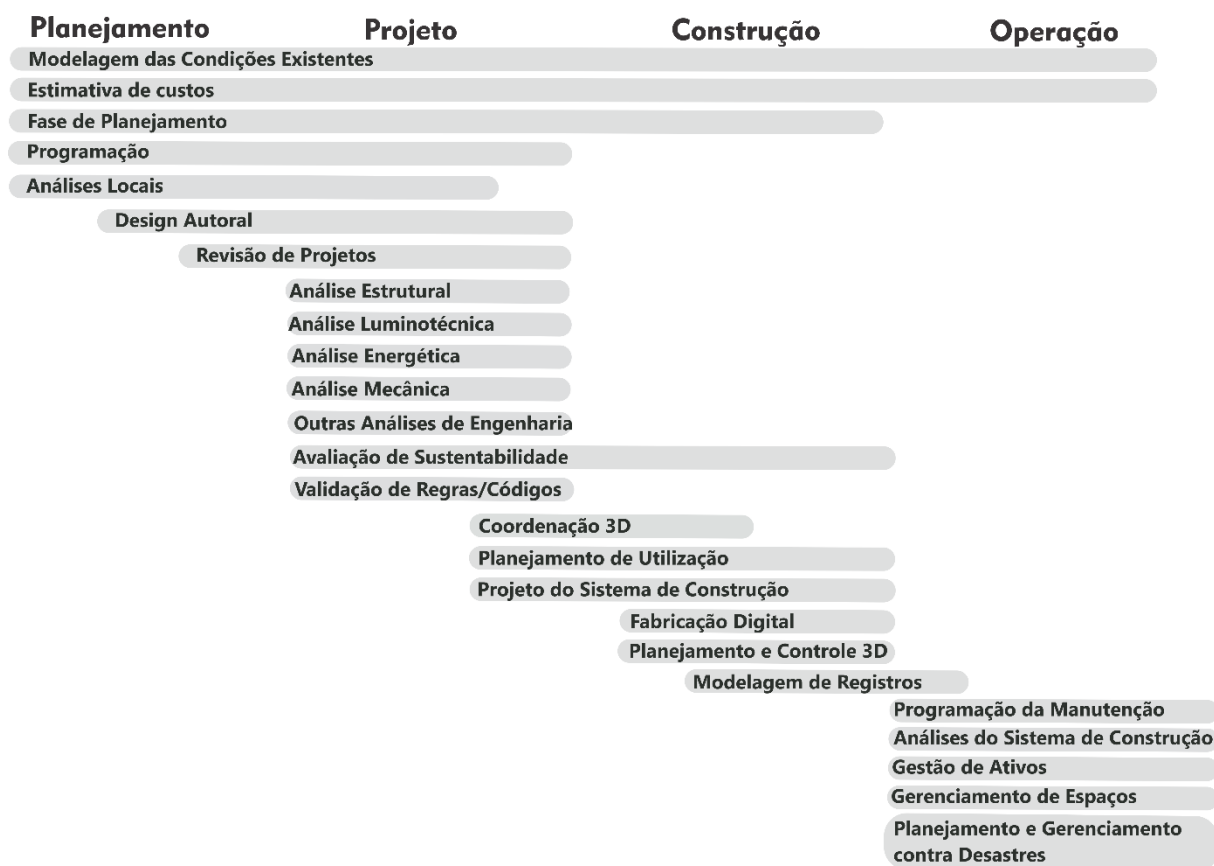 Planejamento Projeto Construção Operação
Modelagem das Condições Existentes
Estimativa de custos
Fase de Planejamento
Programação
Análises Locais
Design Autoral
Revisão de Projetos
Análise Estrutural
Análise Luminotécnica
Análise Energética
Análise Mecânica
Outras Análises de Engenharia
Avaliação de Sustentabilidade
Validação de Regras/Códigos
Coordenação 3D
Planejamento de Utilização
Projeto do Sistema de Construção
Fabricação Digital
Planejamento e Controle 3D
Modelagem de Registros
Programação da Manutenção
Análises do Sistema de Construção
Gestão de Ativos
Gerenciamento de Espaços
Planejamento e Gerenciamento
contra Desastres